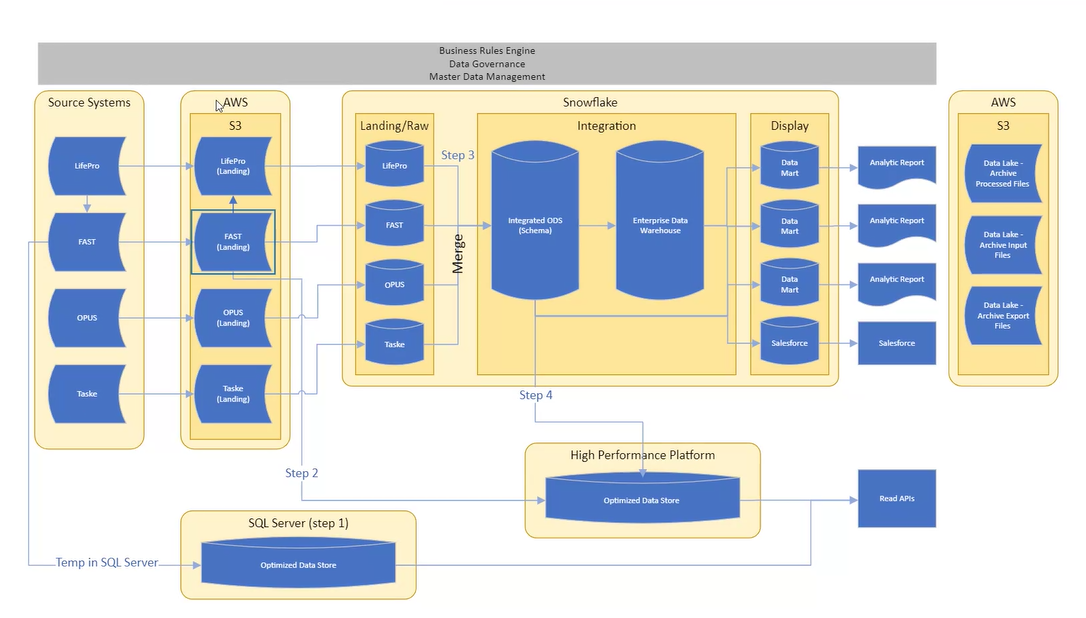 Business Rules Engine
Data Governance
Master Data Management
Source Systems
LifePro
FAST
OPUS
Taske
AWS
S3
LifePro
(Landing)
FAST
(Landing)
OPUS
(Landing)
Taske
(Landing)
Snowflake
Landing/Raw
LifePro
FAST
OPUS
Taske
Step 3
Merge
Integration
Integrated ODS
(Schema)
Enterprise Data
Warehouse
Display
Data
Mart
Data
Mart
Data
Mart
Salesforce
Analytic Report
Analytic Report
Analytic Report
Salesforce
AWS
S3
Data Lake -
Archive
Processed Files
Data Lake -
Archive Input
Files
Data Lake -
Archive Export
Files
Step 4
High Performance Platform
Optimized Data Store
Step 2
Read APIs
SQL Server (step 1)
Temp in SQL Server
Optimized Data Store